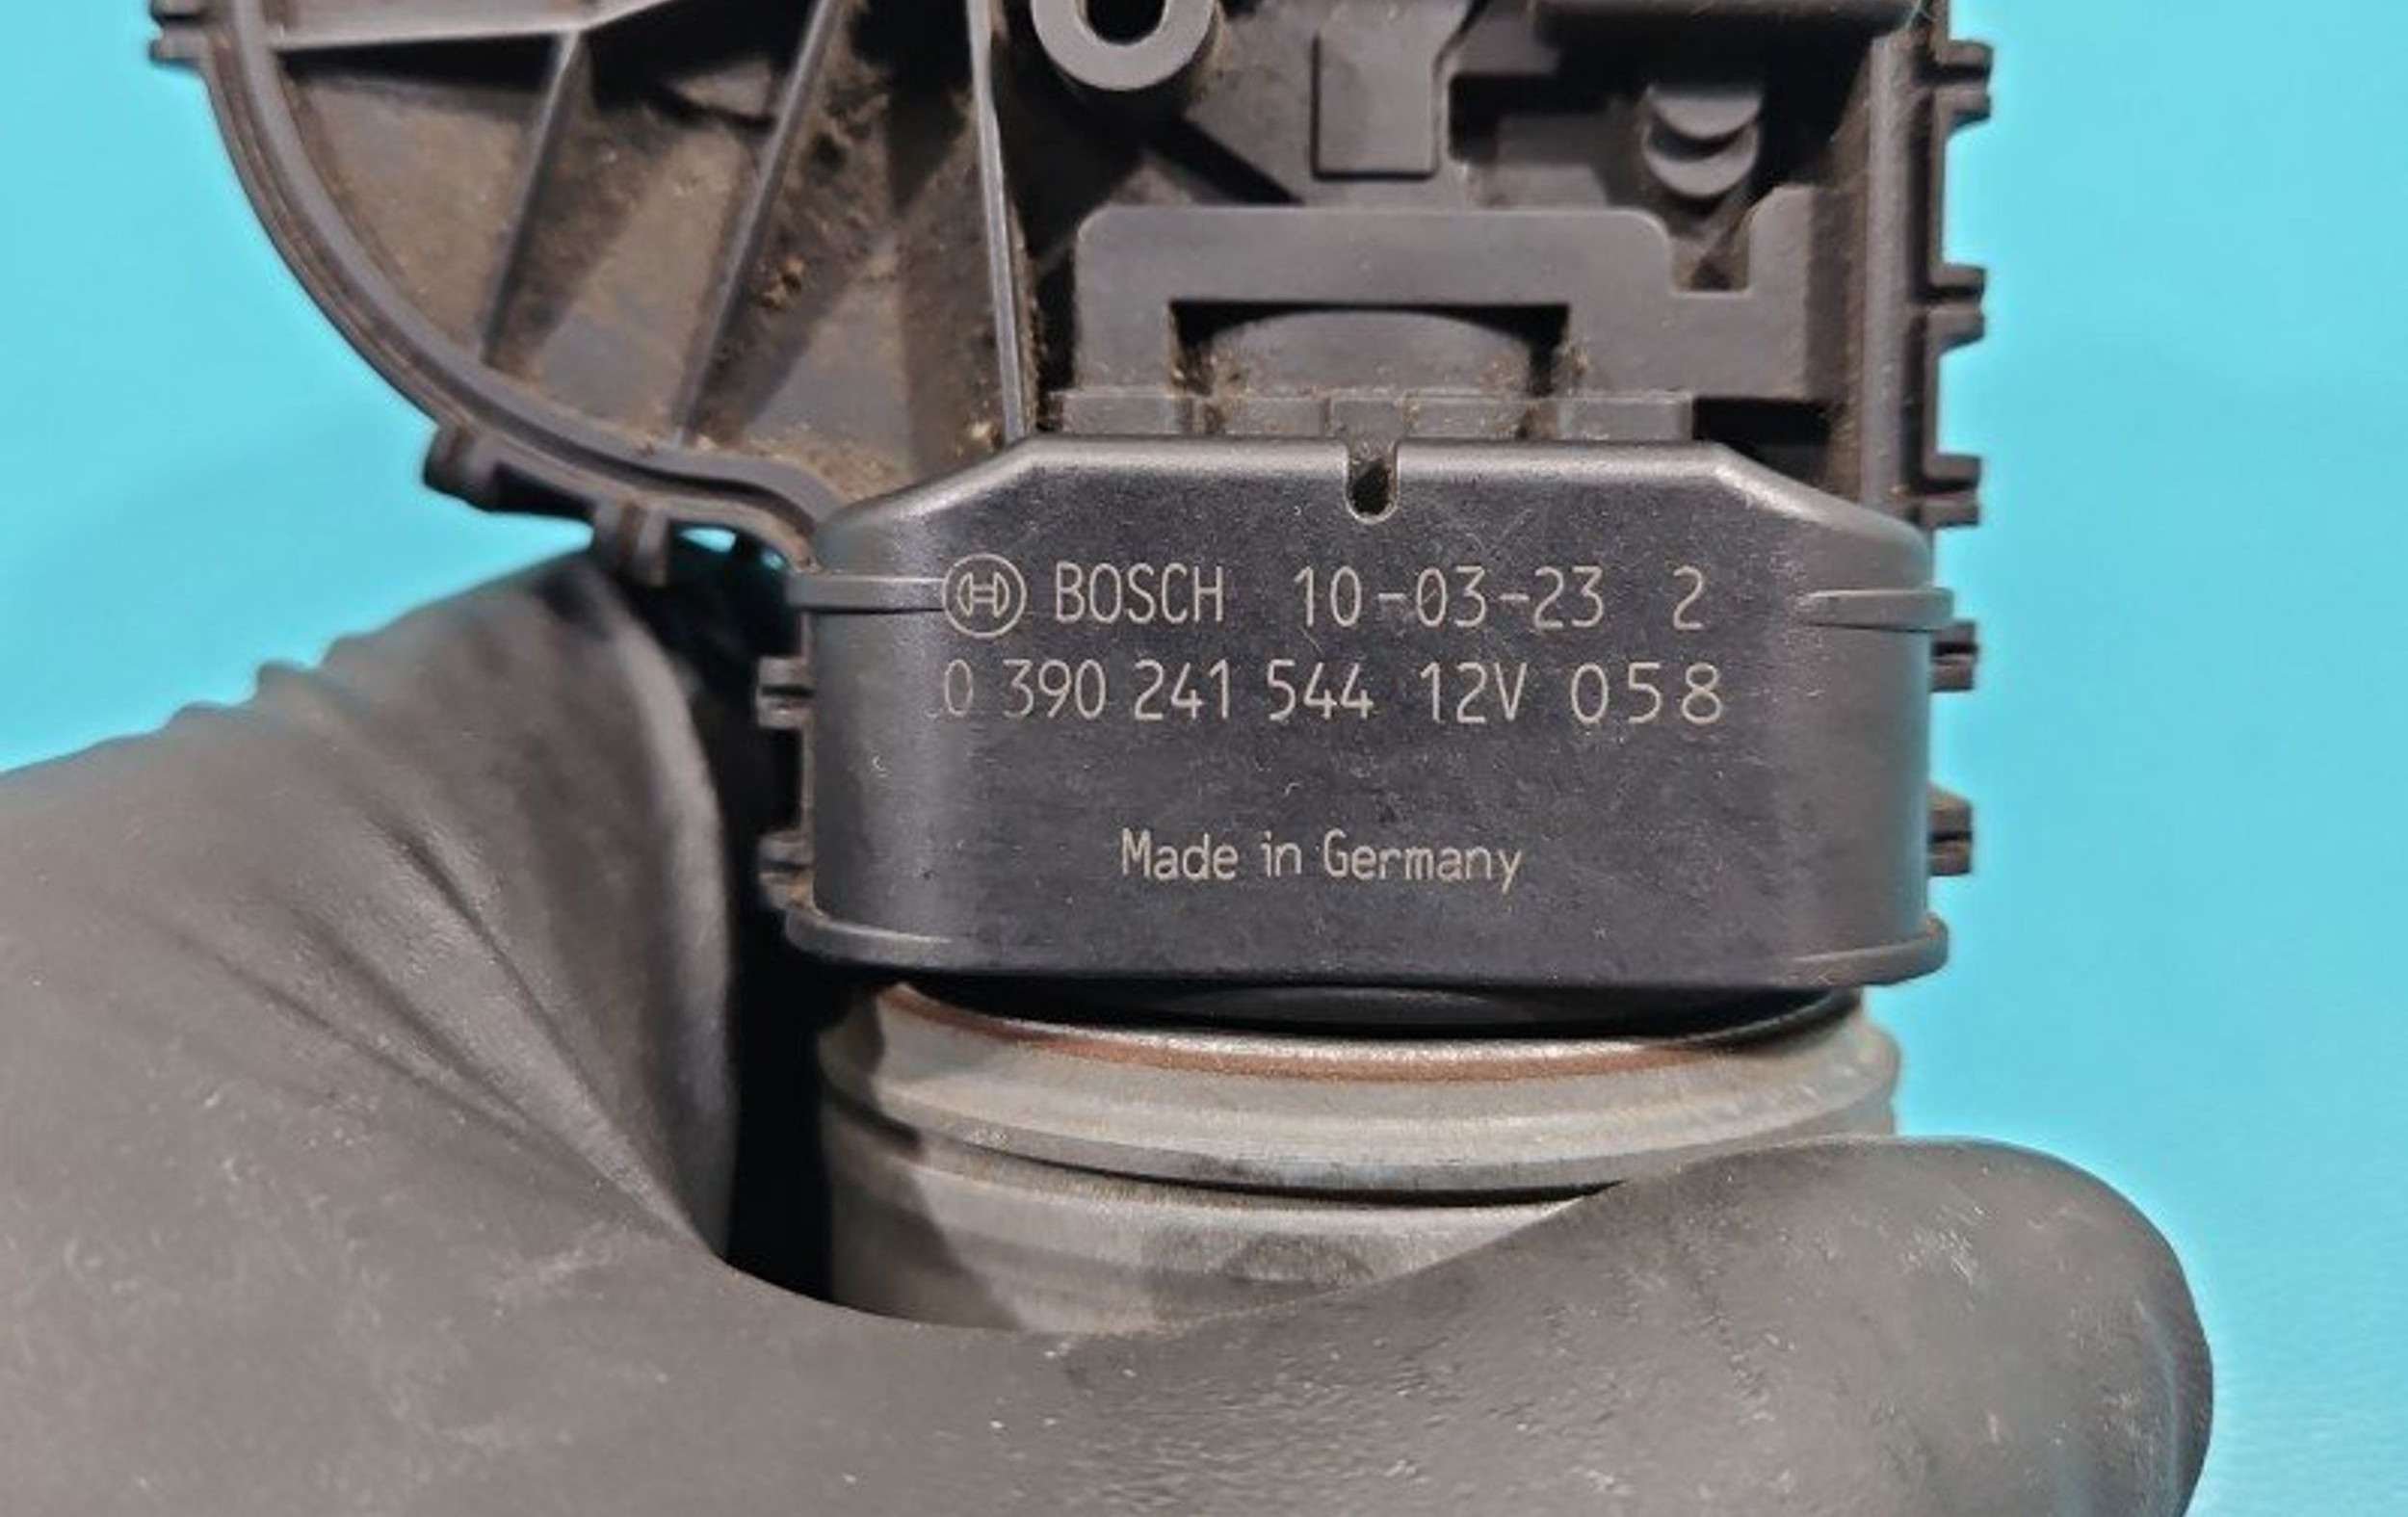 BOSCH 10-03-23 2
0 390 241 544 12V 058
Made in Germany